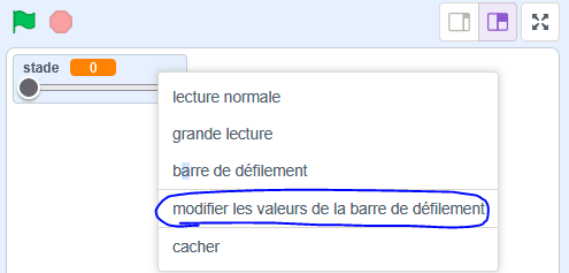 stade 0
lecture normale
grande lecture
barre de défilement
modifier les valeurs de la barre de défilement
cacher